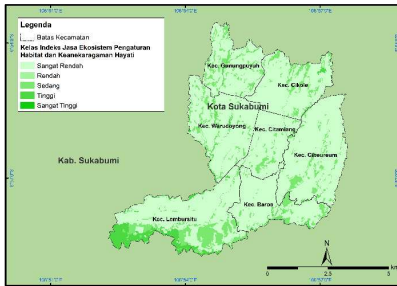 Legenda
Batas Kecamatan
Kelas Indeks Jasa Ekosistem Pengaturan
Habitat dan Keanekaragaman Hayati
Sangat Rendah
Rendah
Sedang
Tinggi
Sangat Tinggi
Kec. Gunungpuyuh
Kec. Cikole
Kota Sukabumi
Kec. Warudoyong
Kec. Citamiang
Kab. Sukabumi
Kec. Cibeureum
Kec. Baros
Kec. Lembursitu
N
0 2,5 5
km